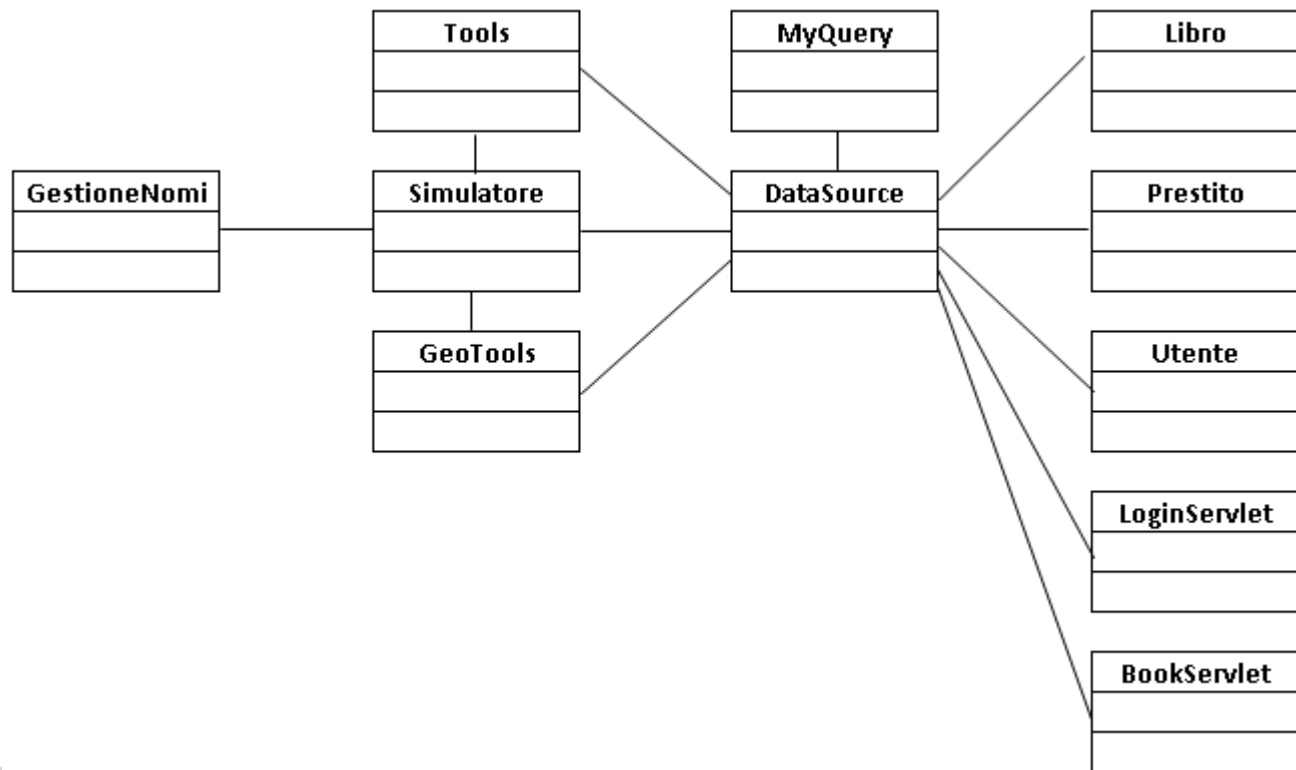 Tools
MyQuery
Libro
GestioneNomi
Simulatore
DataSource
Prestito
GeoTools
Utente
LoginServlet
BookServlet